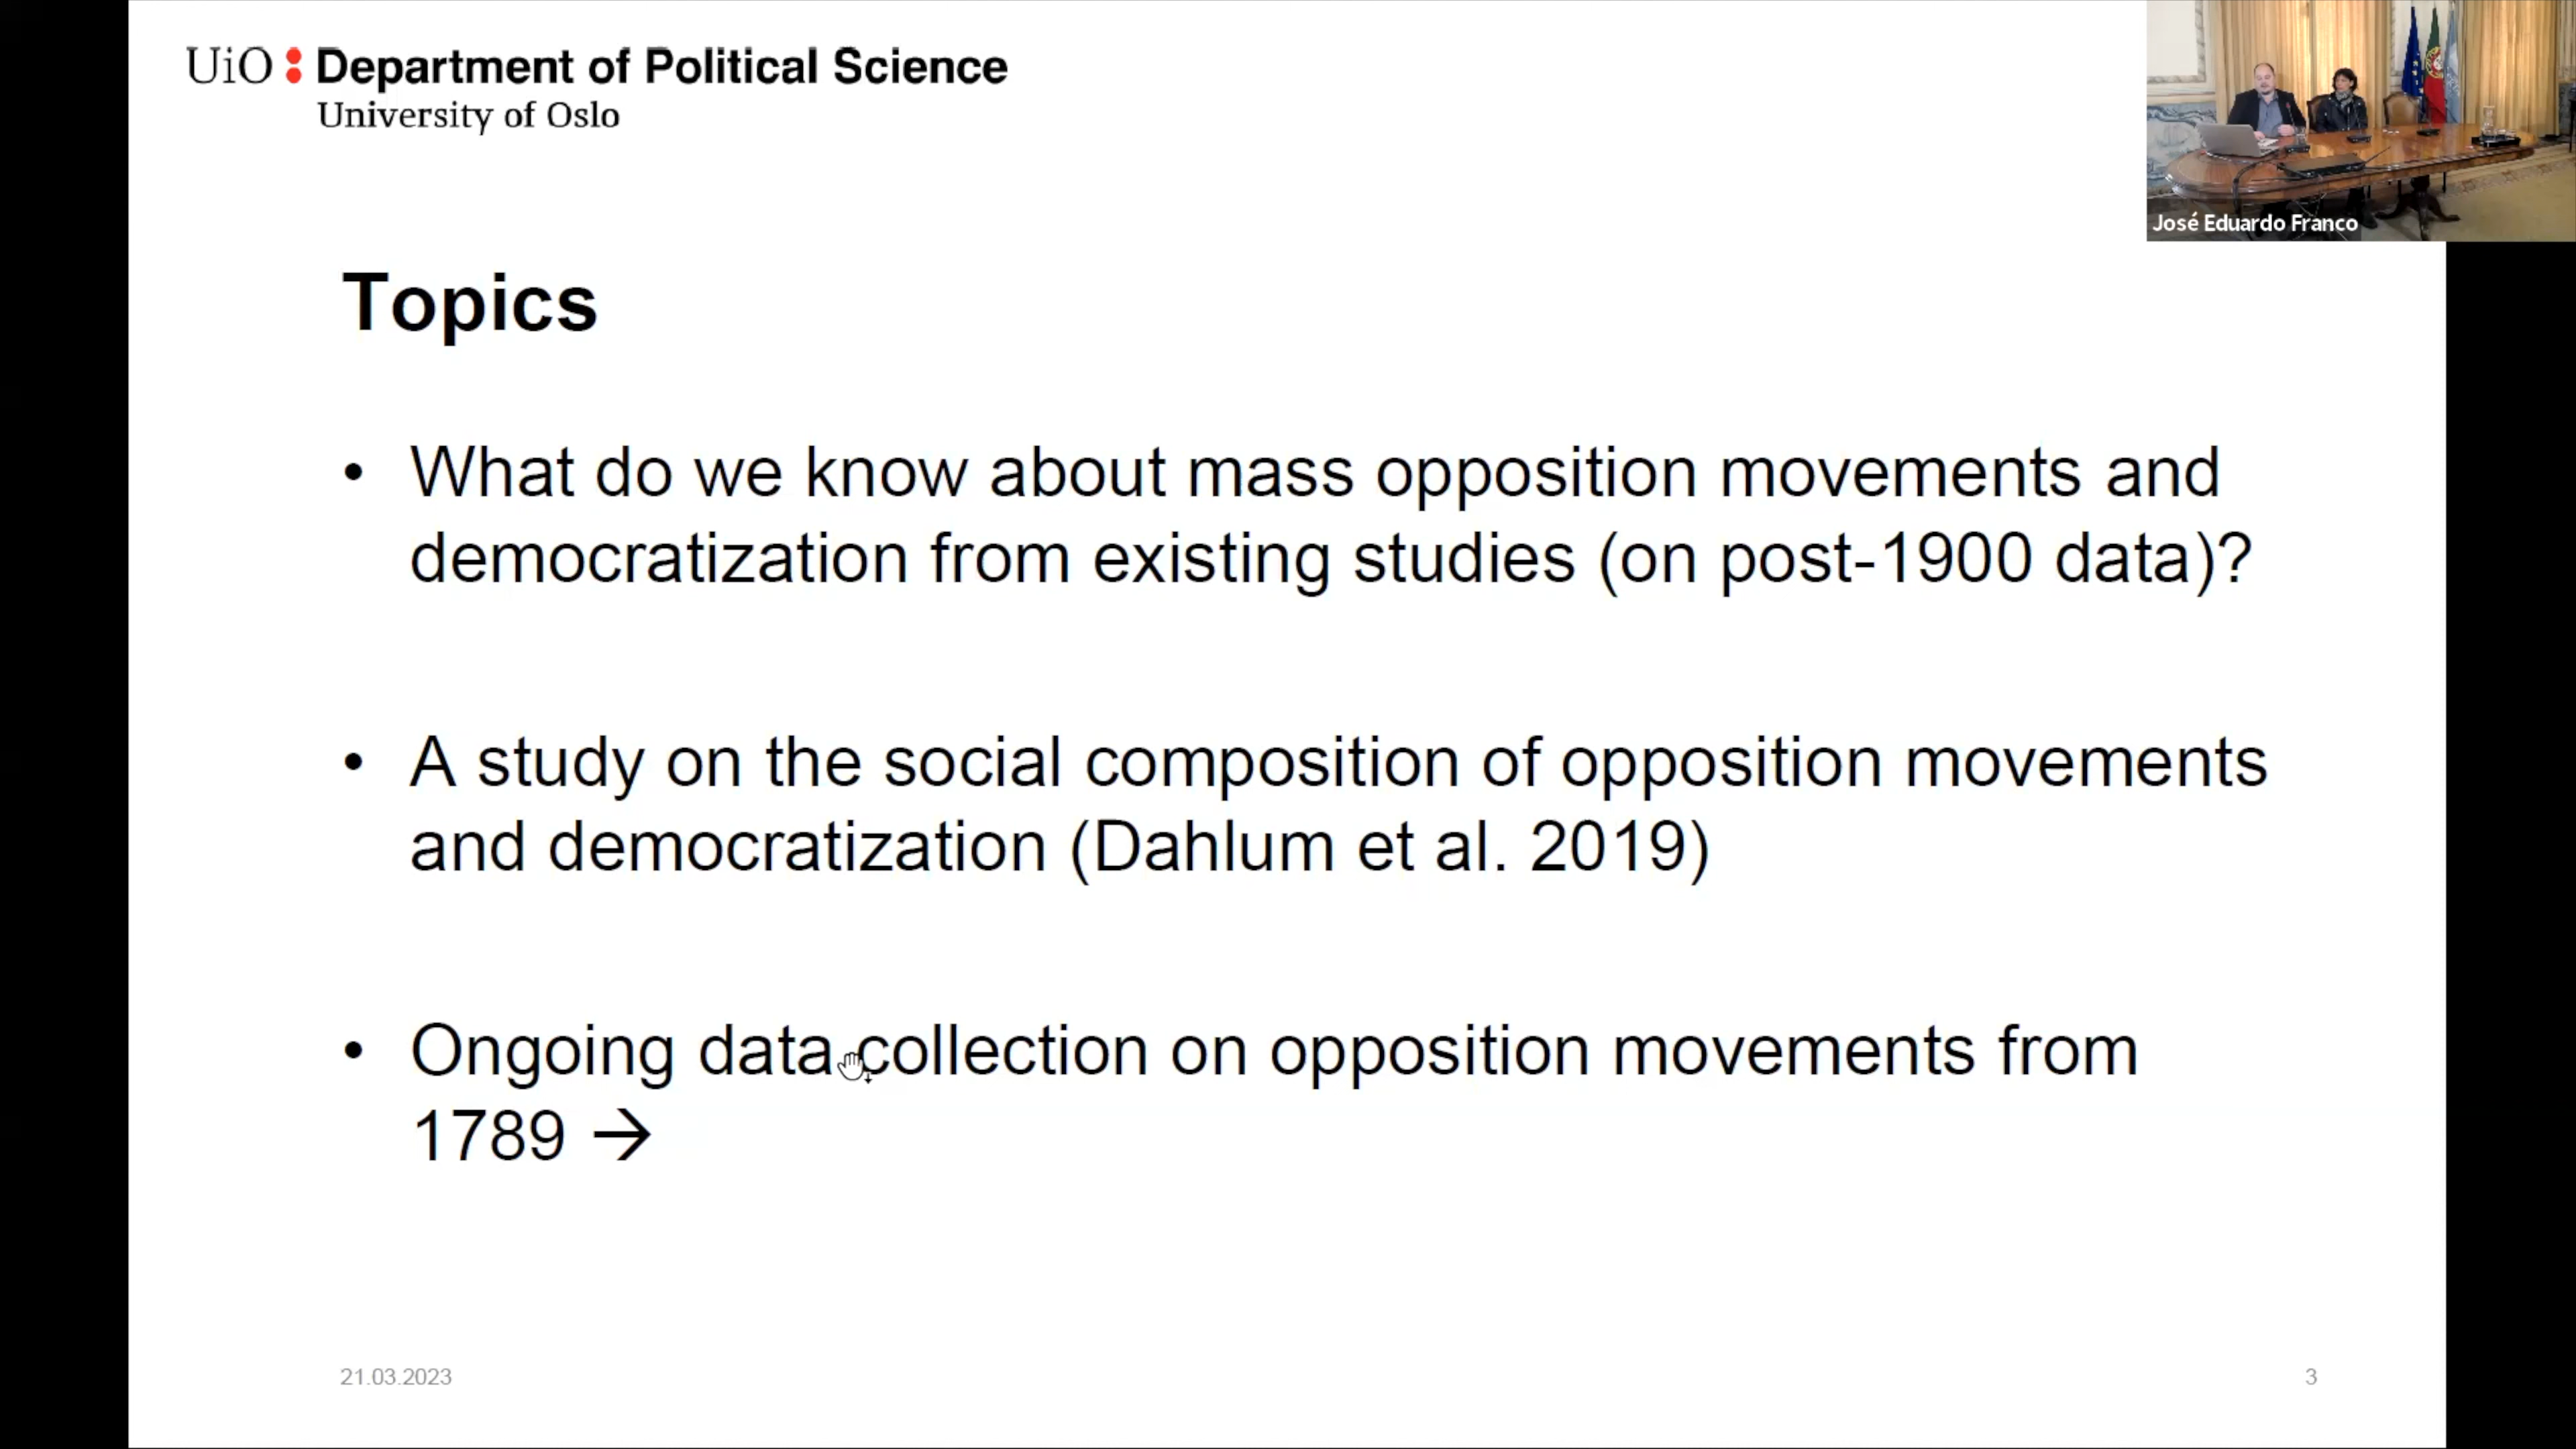 UiO : Department of Political Science
University of Oslo
José Eduardo Franco
Topics
• What do we know about mass opposition movements and
democratization from existing studies (on post-1900 data)?
• A study on the social composition of opposition movements
and democratization (Dahlum et al. 2019)
• Ongoing data collection on opposition movements from
1789 →
21.03.2023
3